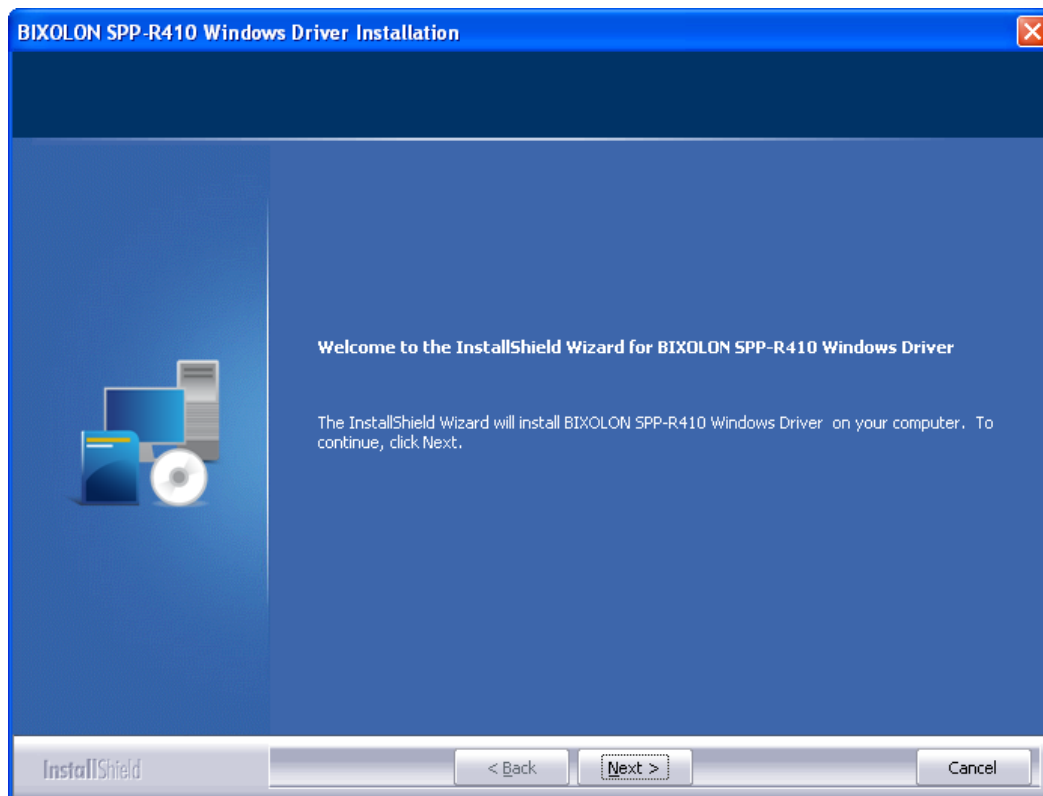 BIXOLON SPP-R410 Windows Driver Installation
Welcome to the InstallShield Wizard for BIXOLON SPP-R410 Windows Driver
The InstallShield Wizard will install BIXOLON SPP-R410 Windows Driver  on your computer.  To
continue, click Next.
InstallShield
< Back
Next >
Cancel